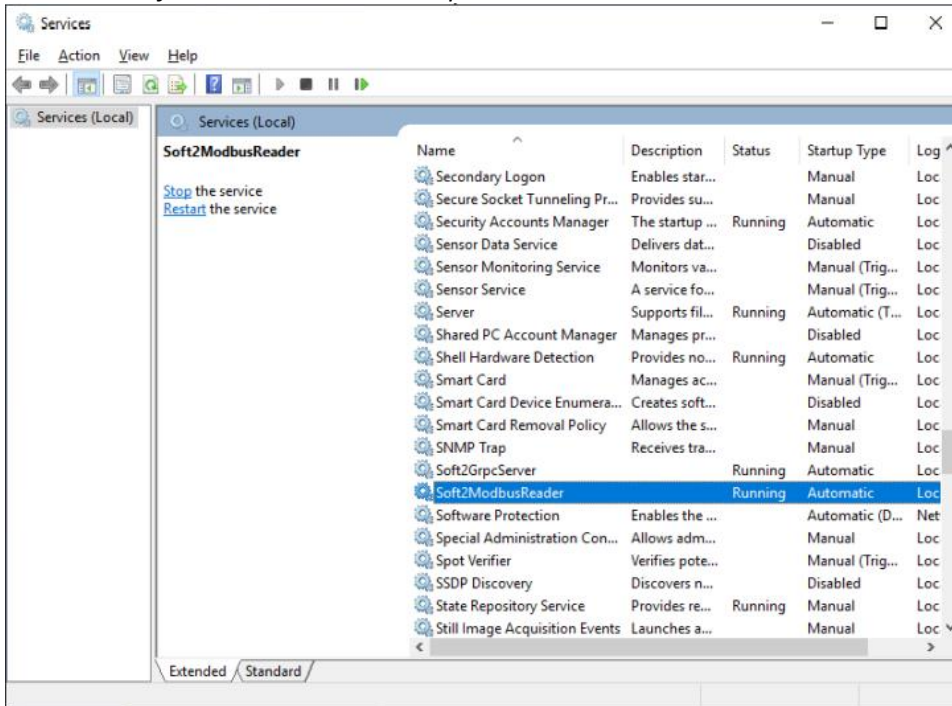 Services
File Action View Help
Services (Local)
Services (Local)
Soft2ModbusReader
Stop the service
Restart the service
Name Description Status Startup Type Log
Secondary Logon Enables star... Manual Loc
Secure Socket Tunneling Pr... Provides su... Manual Loc
Security Accounts Manager The startup ... Running Automatic Loc
Sensor Data Service Delivers dat... Disabled Loc
Sensor Monitoring Service Monitors va... Manual (Trig... Loc
Sensor Service A service fo... Manual (Trig... Loc
Server Supports fil... Running Automatic (T... Loc
Shared PC Account Manager Manages pr... Disabled Loc
Shell Hardware Detection Provides no... Running Automatic Loc
Smart Card Manages ac... Manual (Trig... Loc
Smart Card Device Enumera... Creates soft... Disabled Loc
Smart Card Removal Policy Allows the s... Manual Loc
SNMP Trap Receives tra... Manual Loc
Soft2GrpcServer Running Automatic Loc
Soft2ModbusReader Running Automatic Loc
Software Protection Enables the ... Automatic (D... Net
Special Administration Con... Allows adm... Manual Loc
Spot Verifier Verifies pote... Manual (Trig... Loc
SSDP Discovery Discovers n... Disabled Loc
State Repository Service Provides re... Running Manual Loc
Still Image Acquisition Events Launches a... Manual Loc
Extended Standard